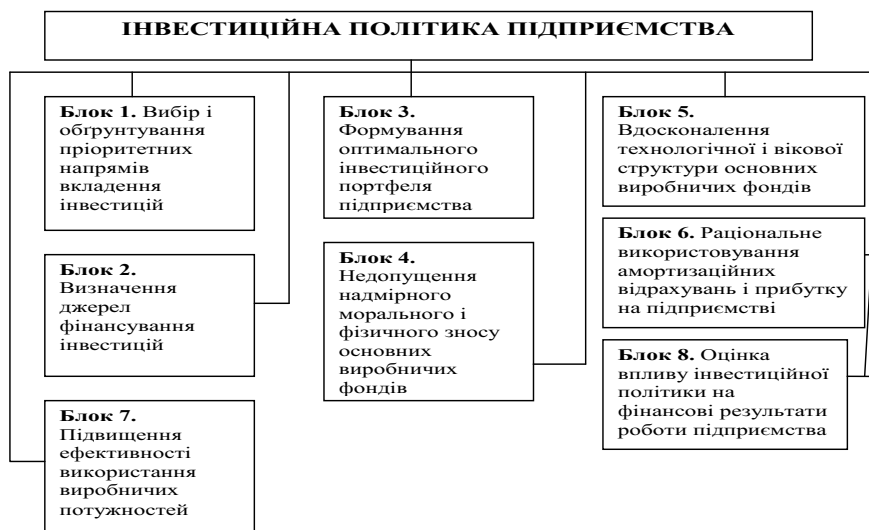 ІНВЕСТИЦІЙНА ПОЛІТИКА ПІДПРИЄМСТВА
Блок 1. Вибір і
обґрунтування
пріоритетних
напрямів
вкладення
інвестицій
Блок 2.
Визначення
джерел
фінансування
інвестицій
Блок 7.
Підвищення
ефективності
використання
виробничих
потужностей
Блок 3.
Формування
оптимального
інвестиційного
портфеля
підприємства
Блок 4.
Недопущення
надмірного
морального і
фізичного зносу
основних
виробничих
фондів
Блок 5.
Вдосконалення
технологічної і вікової
структури основних
виробничих фондів
Блок 6. Раціональне
використовування
амортизаційних
відрахувань і прибутку
на підприємстві
Блок 8. Оцінка
впливу інвестиційної
політики на
фінансові результати
роботи підприємства